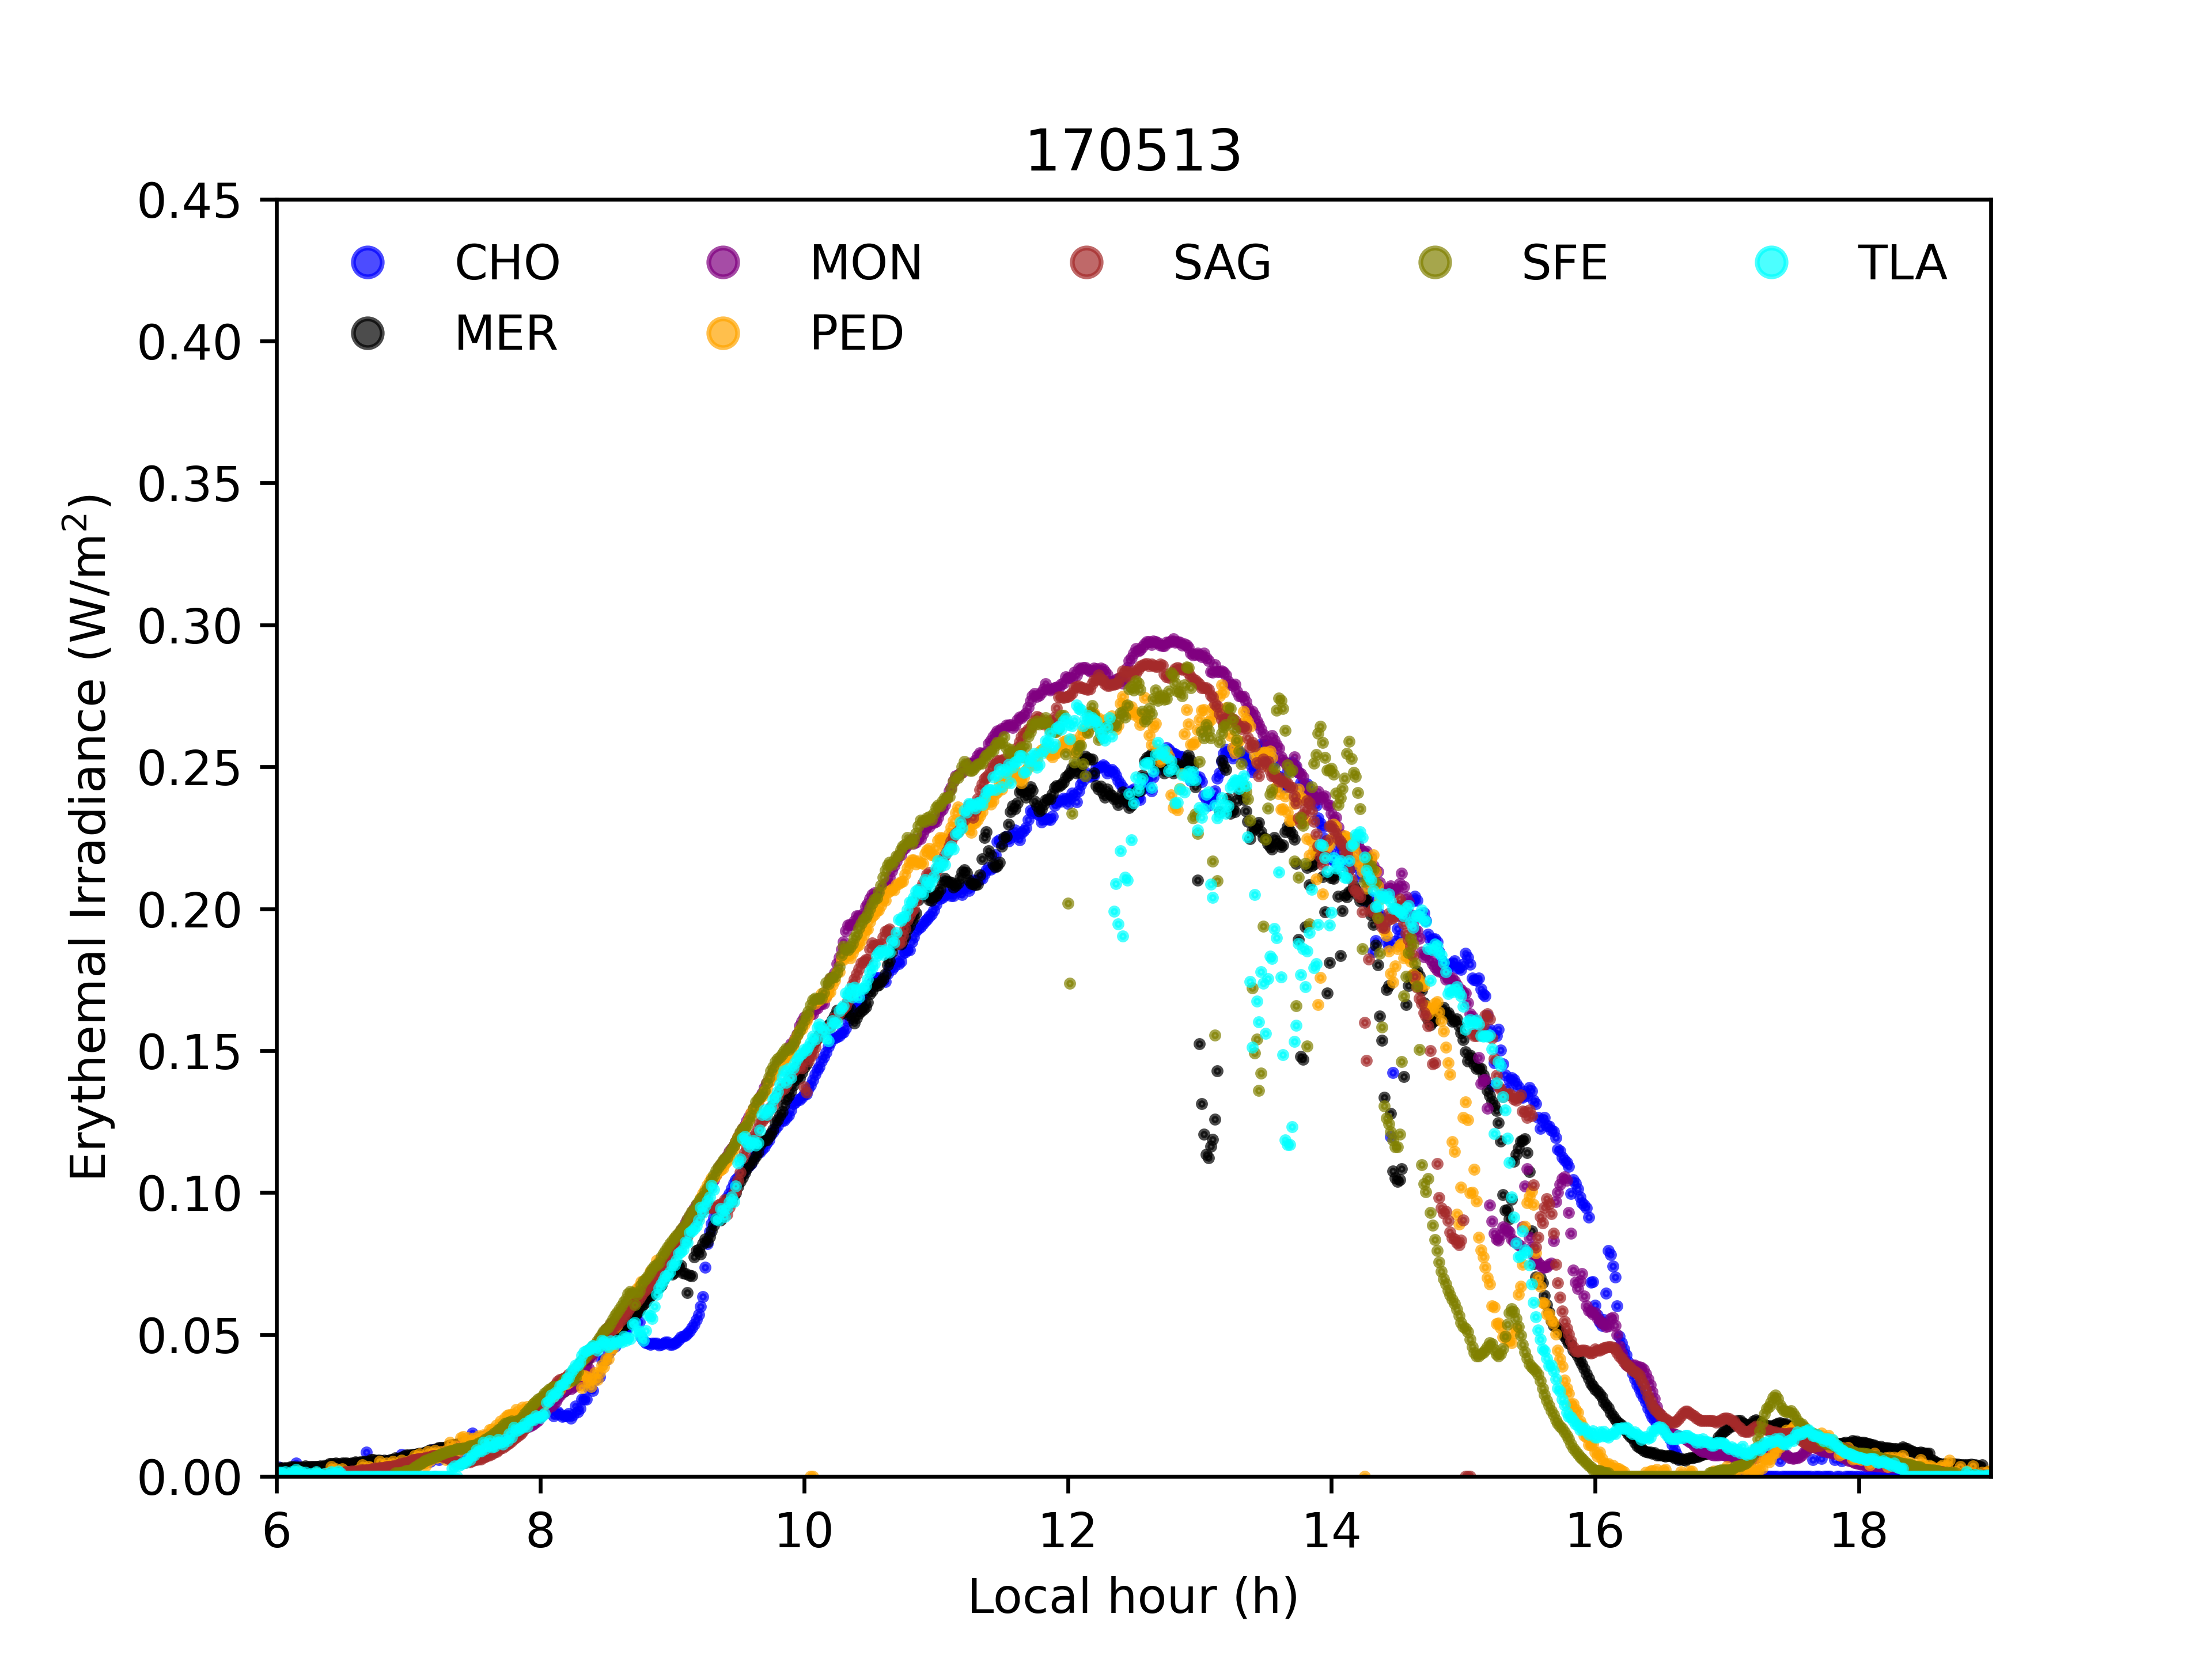 170513
0.45
0.40
0.35
0.30
0.25
0.20
0.15
0.10
0.05
0.00
Erythemal Irradiance (W/m²)
CHO MON SAG SFE TLA
MER PED
6 8 10 12 14 16 18
Local hour (h)